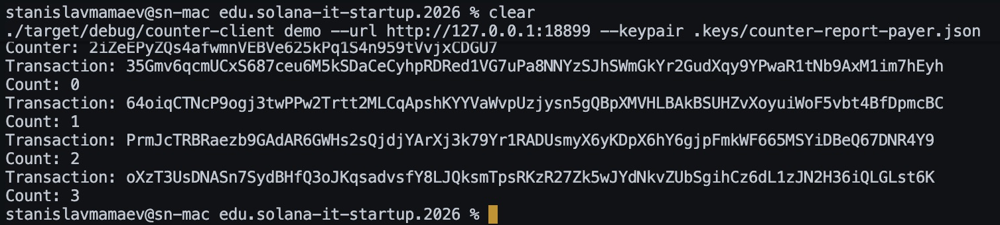 stanislavmamaev@sn-mac edu.solana-it-startup.2026 % clear
./target/debug/counter-client demo --url http://127.0.0.1:18899 --keypair .keys/counter-report-payer.json
Counter: 2iZeEPyZQs4afwmnVEBVe625kPq1S4n959tVvjxCDGU7
Transaction: 35Gmv6qcmUCxS687ceu6M5kSDaCeCyhpRDRed1VG7uPa8NNYzSJhSWmGkYr2GudXqy9YPwaR1tNb9AxM1im7hEyh
Count: 0
Transaction: 64oiqCTNcP9ogj3twPPw2Trtt2MLCqApshKYYVaWvpUzjysn5gQBpXMVHLBAkBSUHZvXoyuiWoF5vbt4BfDpmcBC
Count: 1
Transaction: PrmJcTRBRaezb9GAdAR6GWHs2sQjdjYArXj3k79Yr1RADUsmyX6yKDpX6hY6gjpFmkWF665MSYiDBeQ67DNR4Y9
Count: 2
Transaction: oXzT3UsDNASn7SydBHfQ3oJKqsadvsfY8LJQksmTpsRKzR27Zk5wJYdNkvZUbSgihCz6dL1zJN2H36iQLGLst6K
Count: 3
stanislavmamaev@sn-mac edu.solana-it-startup.2026 %